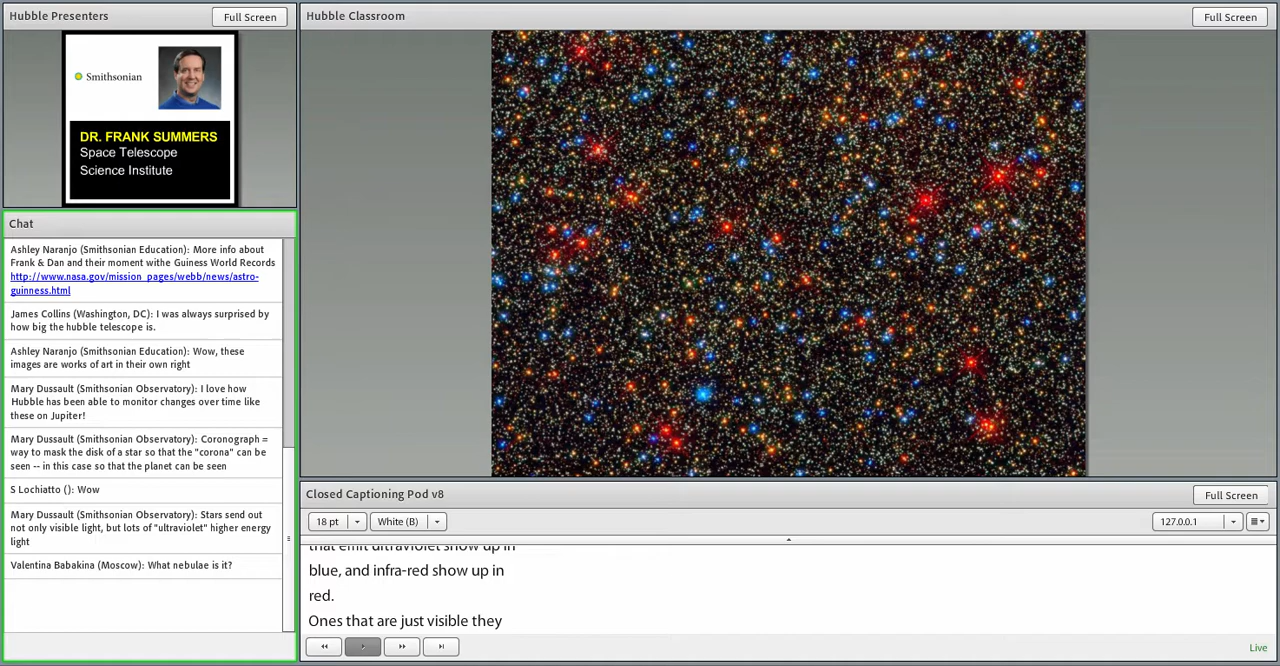 Hubble Presenters
Full Screen
Smithsonian
DR. FRANK SUMMERS
Space Telescope
Science Institute
Chat
Ashley Naranjo (Smithsonian Education): More info about
Frank & Dan and their moment withe Guiness World Records
http://www.nasa.gov/mission_pages/webb/news/astro-
guinness.html
James Collins (Washington, DC): I was always surprised by
how big the hubble telescope is.
Ashley Naranjo (Smithsonian Education): Wow, these
images are works of art in their own right
Mary Dussault (Smithsonian Observatory): I love how
Hubble has been able to monitor changes over time like
these on Jupiter!
Mary Dussault (Smithsonian Observatory): Coronograph =
way to mask the disk of a star so that the "corona" can be
seen -- in this case so that the planet can be seen
S Lochiatto (): Wow
Mary Dussault (Smithsonian Observatory): Stars send out
not only visible light, but lots of "ultraviolet" higher energy
light
Valentina Babakina (Moscow): What nebulae is it?
Hubble Classroom
Full Screen
Closed Captioning Pod v8
Full Screen
18 pt
White (B)
127.0.0.1
that emit ultraviolet show up in
blue, and infra-red show up in
red.
Ones that are just visible they
Live